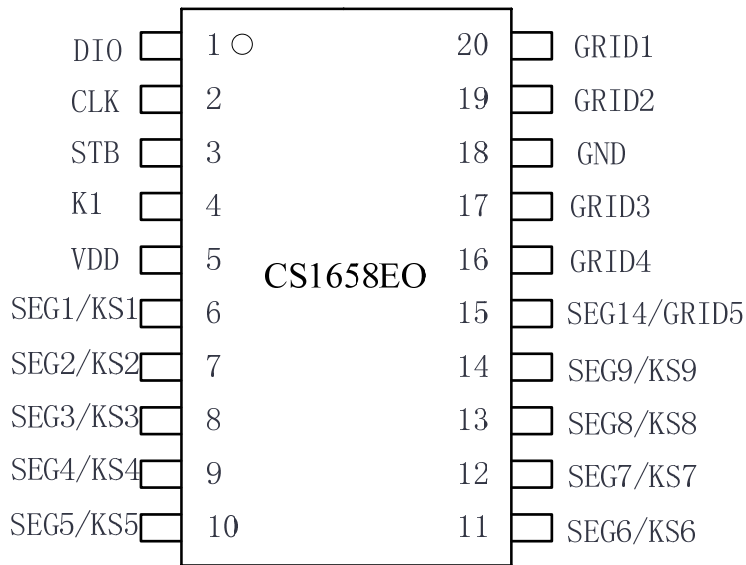 DIO 1 20 GRID1
CLK 2 19 GRID2
STB 3 18 GND
K1 4 17 GRID3
VDD 5 16 GRID4
CS1658EO
SEG1/KS1 6 15 SEG14/GRID5
SEG2/KS2 7 14 SEG9/KS9
SEG3/KS3 8 13 SEG8/KS8
SEG4/KS4 9 12 SEG7/KS7
SEG5/KS5 10 11 SEG6/KS6